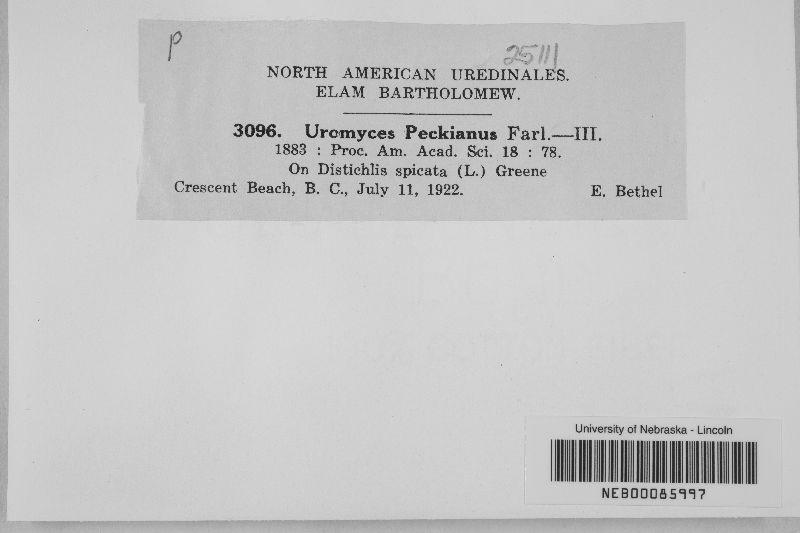 p
25111
NORTH AMERICAN UREDINALES.
ELAM BARTHOLOMEW.
3096. Uromyces Peckianus Farl.—III.
1883 : Proc. Am. Acad. Sci. 18 : 78.
On Distichlis spicata (L.) Greene
Crescent Beach, B. C., July 11, 1922. E. Bethel
University of Nebraska - Lincoln
NEB00085997